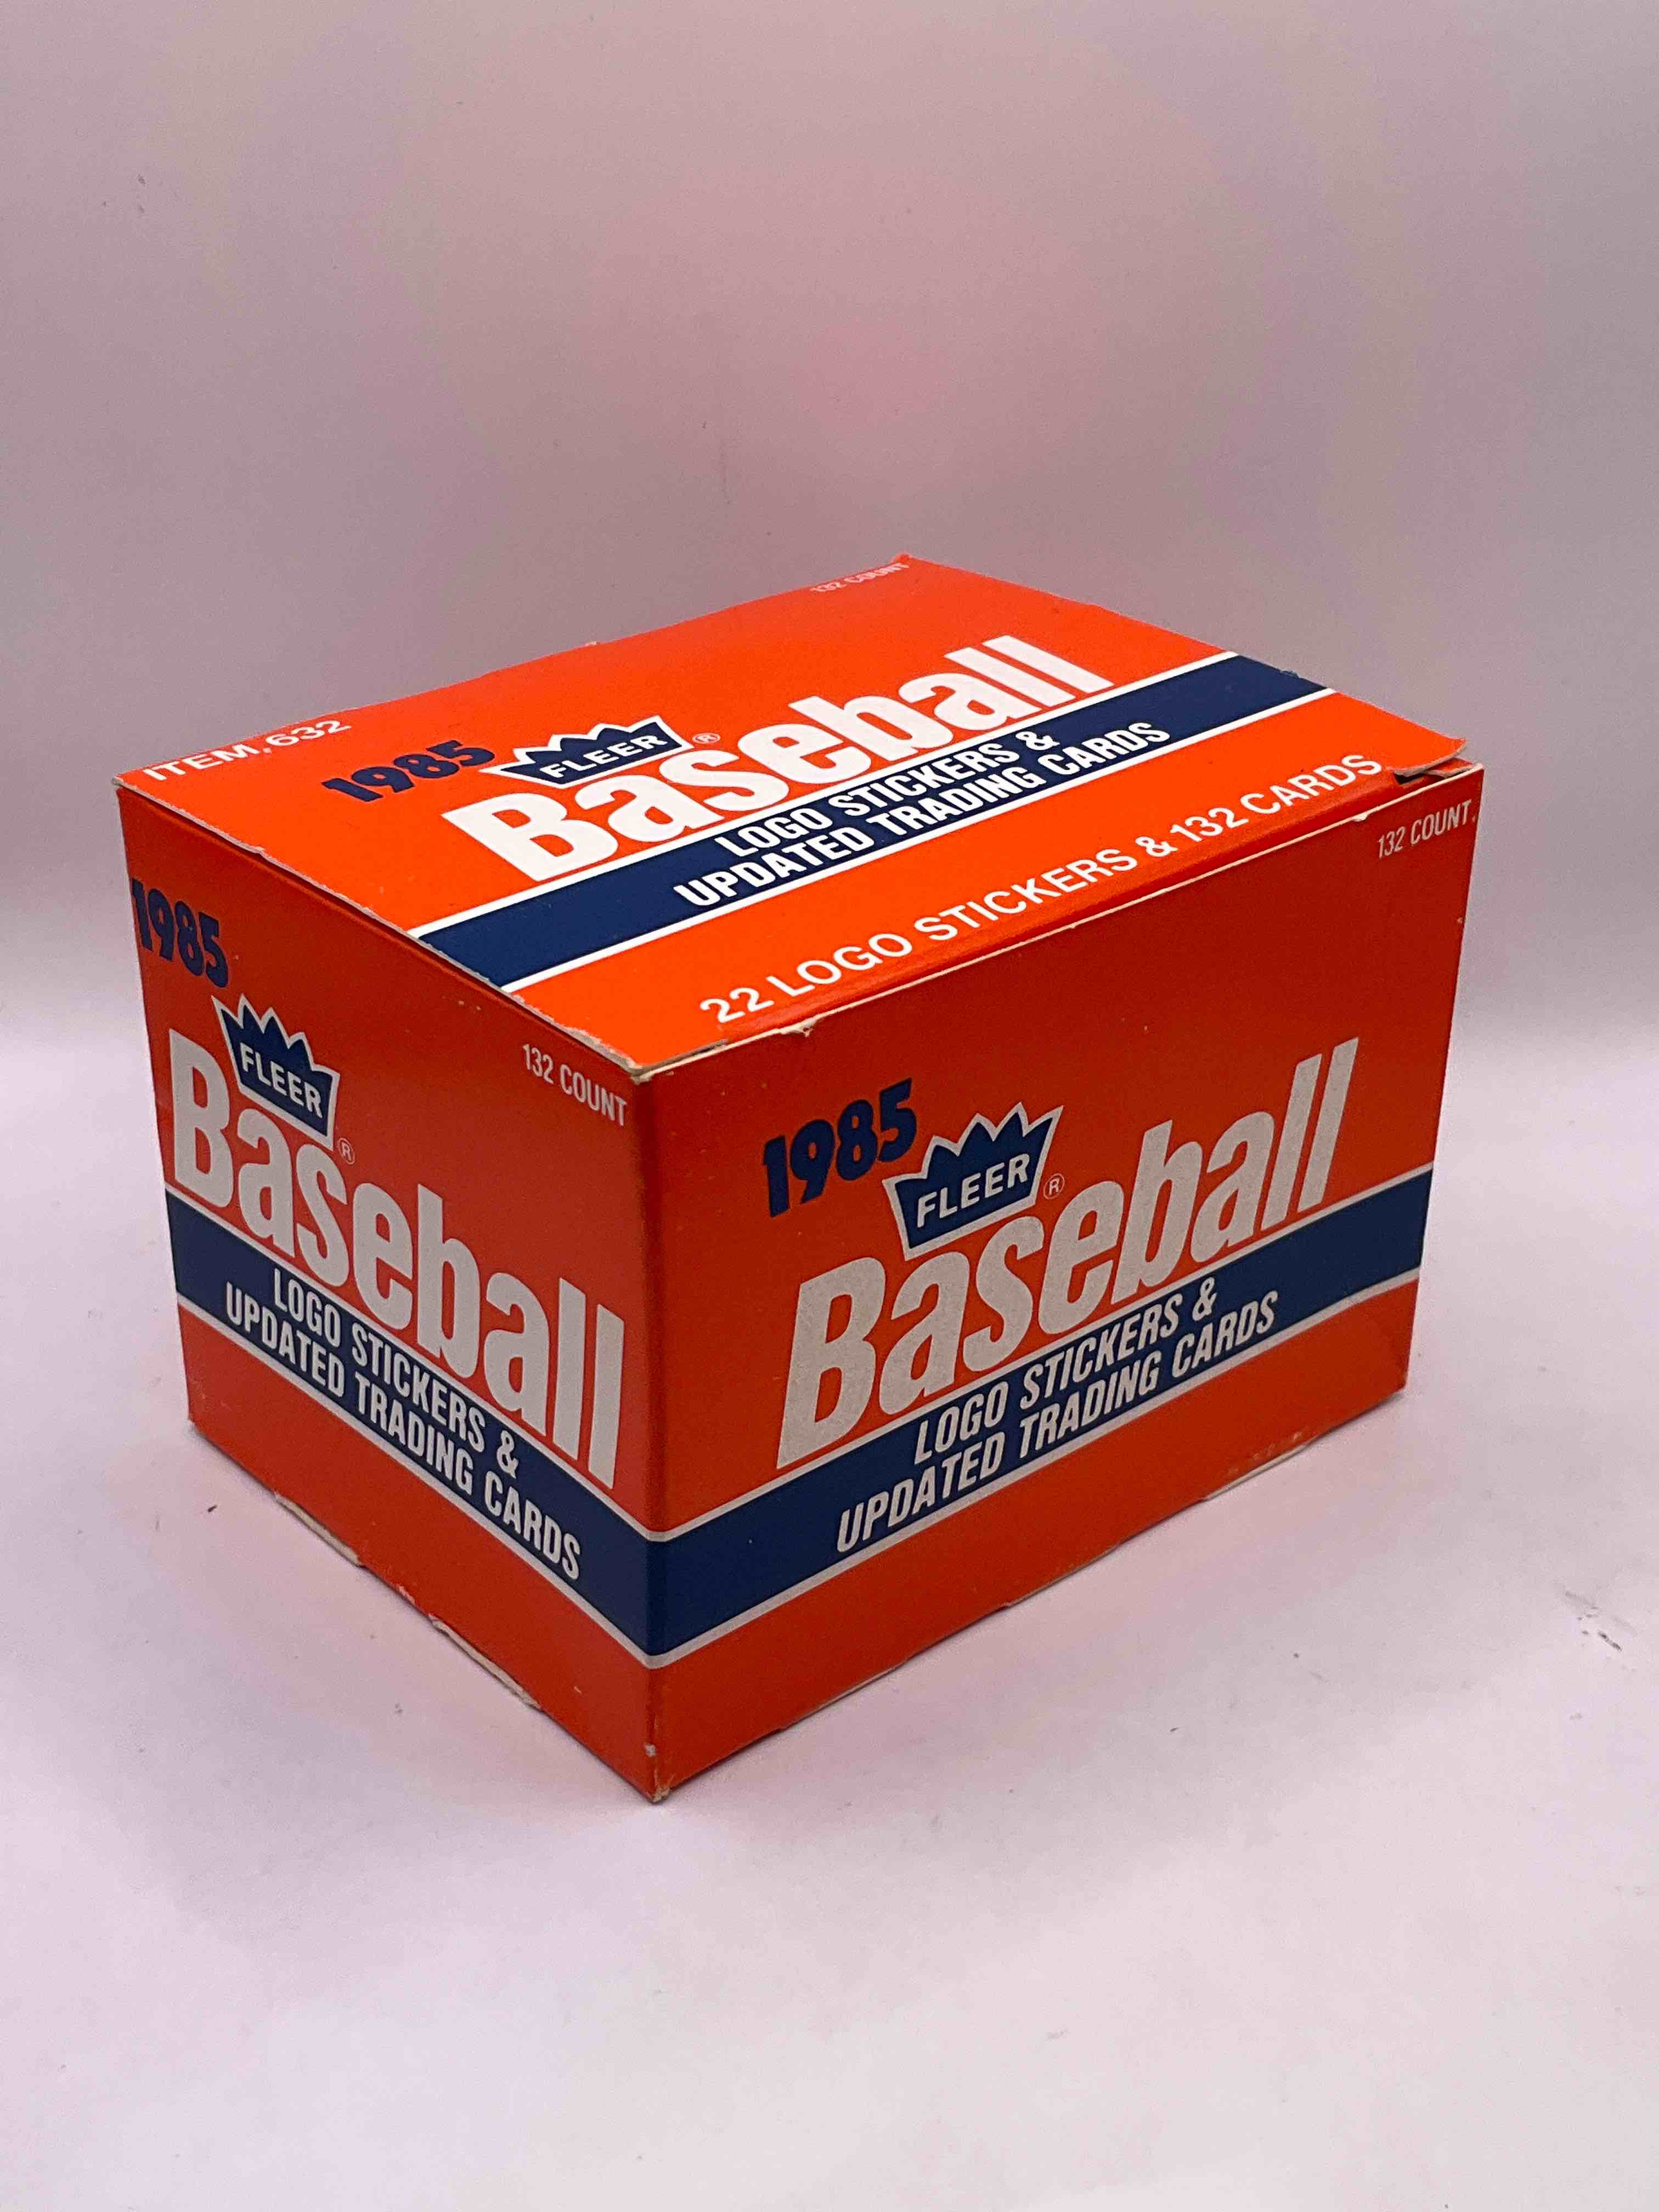 132 COUNT
ITEM.632
1985
FLEER
®
Baseball
LOGO STICKERS &
UPDATED TRADING CARDS
22 LOGO STICKERS & 132 CARDS
1985
FLEER
®
132 COUNT
Baseball
LOGO STICKERS &
UPDATED TRADING CARDS
132 COUNT
1985
FLEER
®
Baseball
LOGO STICKERS &
UPDATED TRADING CARDS